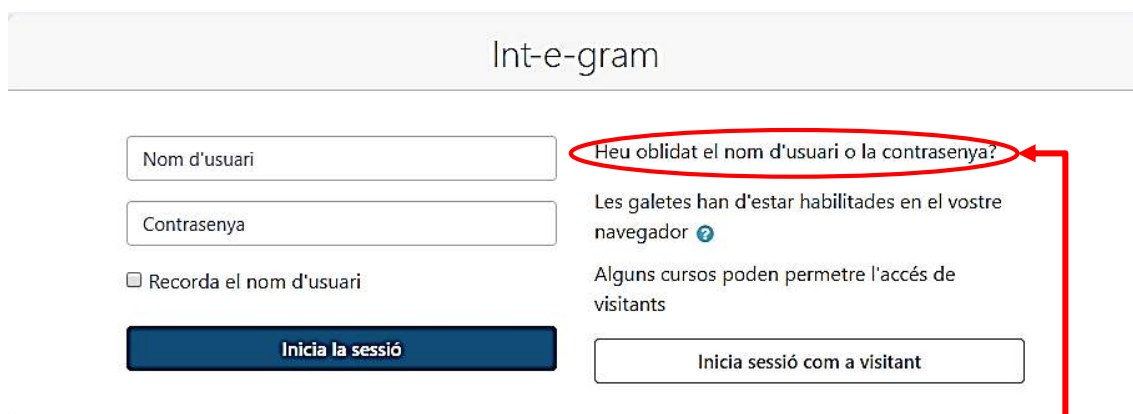 Int-e-gram
Nom d'usuari
Contrasenya
Recorda el nom d'usuari
Inicia la sessió
Heu oblidat el nom d'usuari o la contrasenya?
Les galetes han d'estar habilitades en el vostre
navegador
Alguns cursos poden permetre l'accés de
visitants
Inicia sessió com a visitant